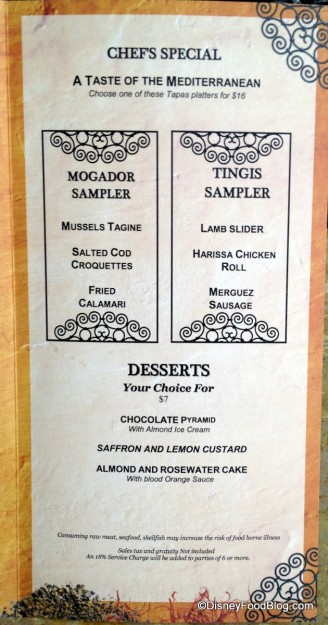 CHEF'S SPECIAL
A TASTE OF THE MEDITERRANEAN
Choose one of these Tapas platters for $16
MOGADOR
SAMPLER
MUSSELS TAGINE
SALTED COD
CROQUETTES
FRIED
CALAMARI
TINGIS
SAMPLER
LAMB SLIDER
HARISSA CHICKEN
ROLL
MERGUEZ
SAUSAGE
DESSERTS
Your Choice For
$7
CHOCOLATE PYRAMID
With Almond Ice Cream
SAFFRON AND LEMON CUSTARD
ALMOND AND ROSEWATER CAKE
With blood Orange Sauce
Consuming raw meat, seafood, shellfish may increase the risk of food borne illness
Sales tax and gratuity Not included
An 18% Service Charge will be added to parties of 6 or more.
©DisneyFoodBlog.com